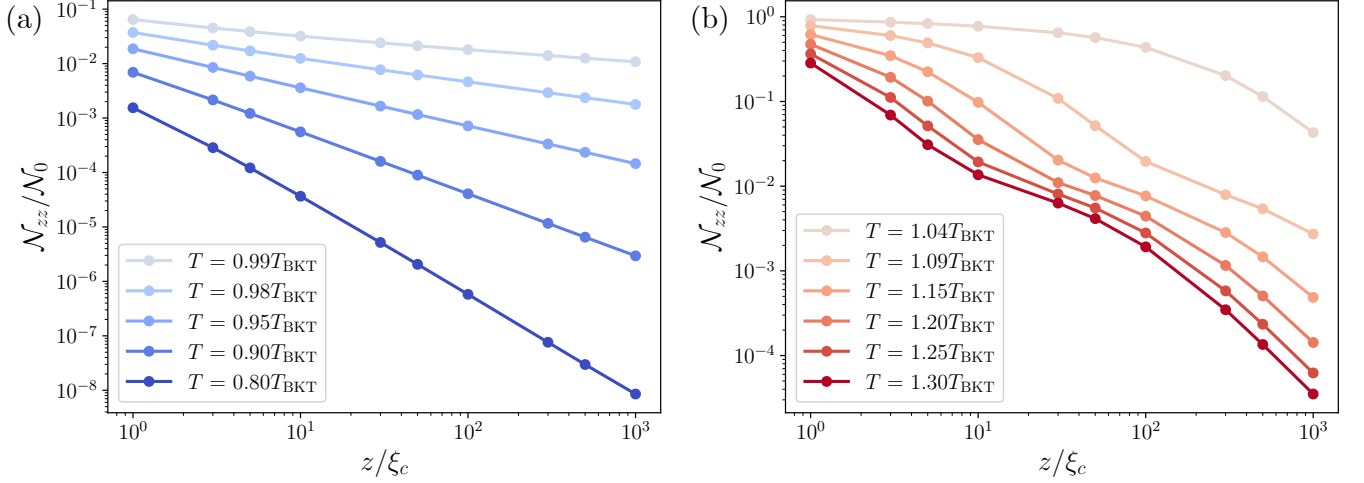 (a)
𝒩_zz/𝒩_0
10^−1
10^−2
10^−3
10^−4
10^−5
10^−6
10^−7
10^−8
T = 0.99T_BKT
T = 0.98T_BKT
T = 0.95T_BKT
T = 0.90T_BKT
T = 0.80T_BKT
10^0
10^1
10^2
10^3
z/ξ_c
(b)
𝒩_zz/𝒩_0
10^0
10^−1
10^−2
10^−3
10^−4
T = 1.04T_BKT
T = 1.09T_BKT
T = 1.15T_BKT
T = 1.20T_BKT
T = 1.25T_BKT
T = 1.30T_BKT
10^0
10^1
10^2
10^3
z/ξ_c